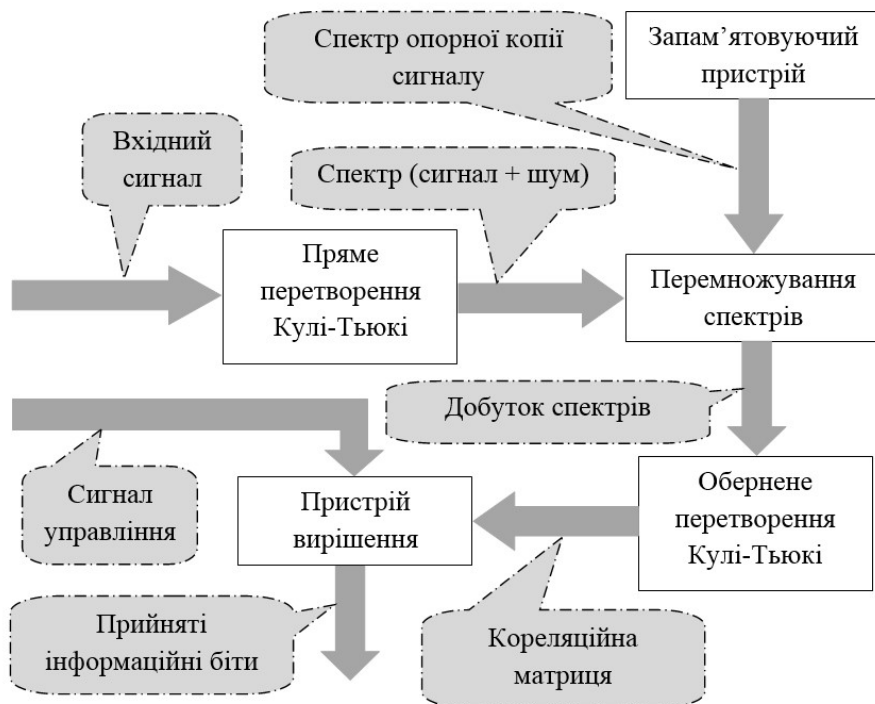 Спектр опорної копії
сигналу
Запам’ятовуючий
пристрій
Вхідний
сигнал
Спектр (сигнал + шум)
Пряме
перетворення
Кулі-Тьюкі
Перемножування
спектрів
Добуток спектрів
Сигнал
управління
Пристрій
вирішення
Обернене
перетворення
Кулі-Тьюкі
Прийняті
інформаційні біти
Кореляційна
матриця